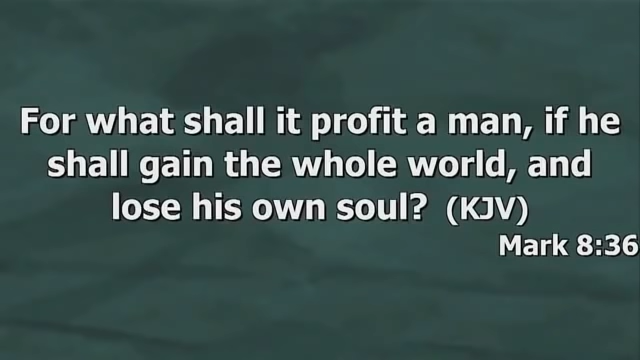 For what shall it profit a man, if he
shall gain the whole world, and
lose his own soul? (KJV)
Mark 8:36